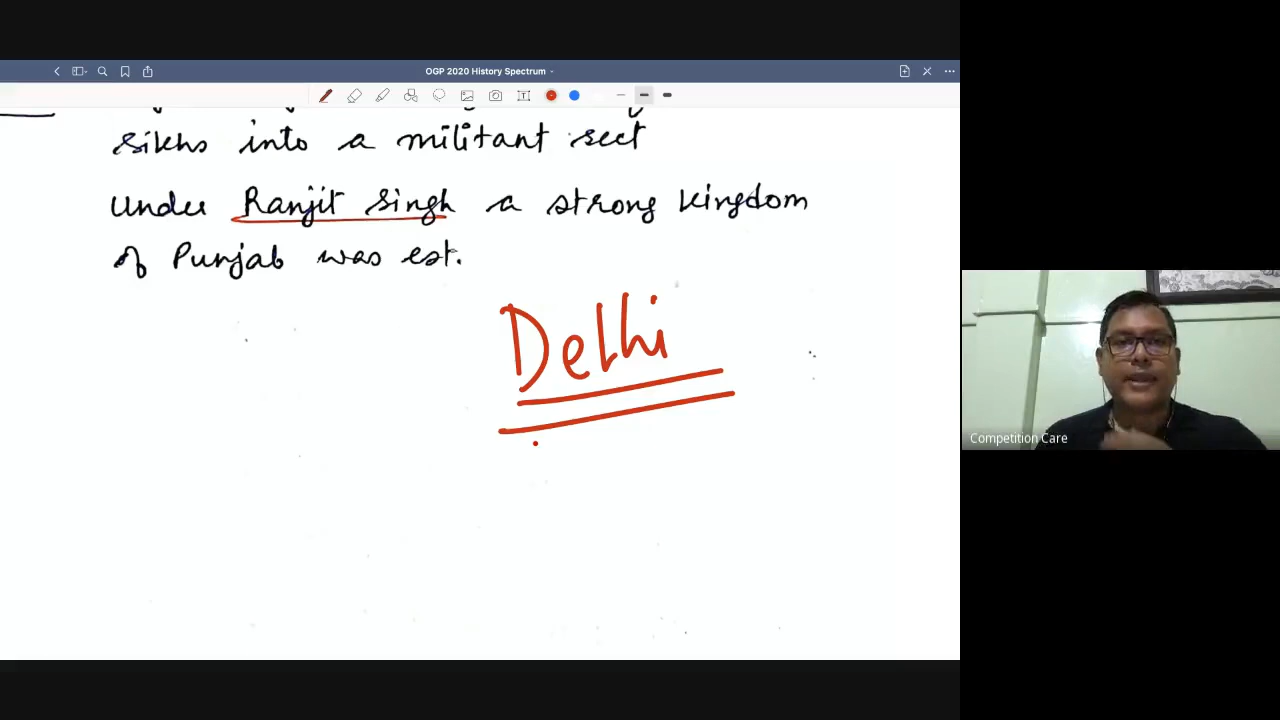 OGP 2020 History Spectrum
sikhs into a militant sect
under Ranjit Singh a strong kingdom
of Punjab was est.
Delhi
Competition Care